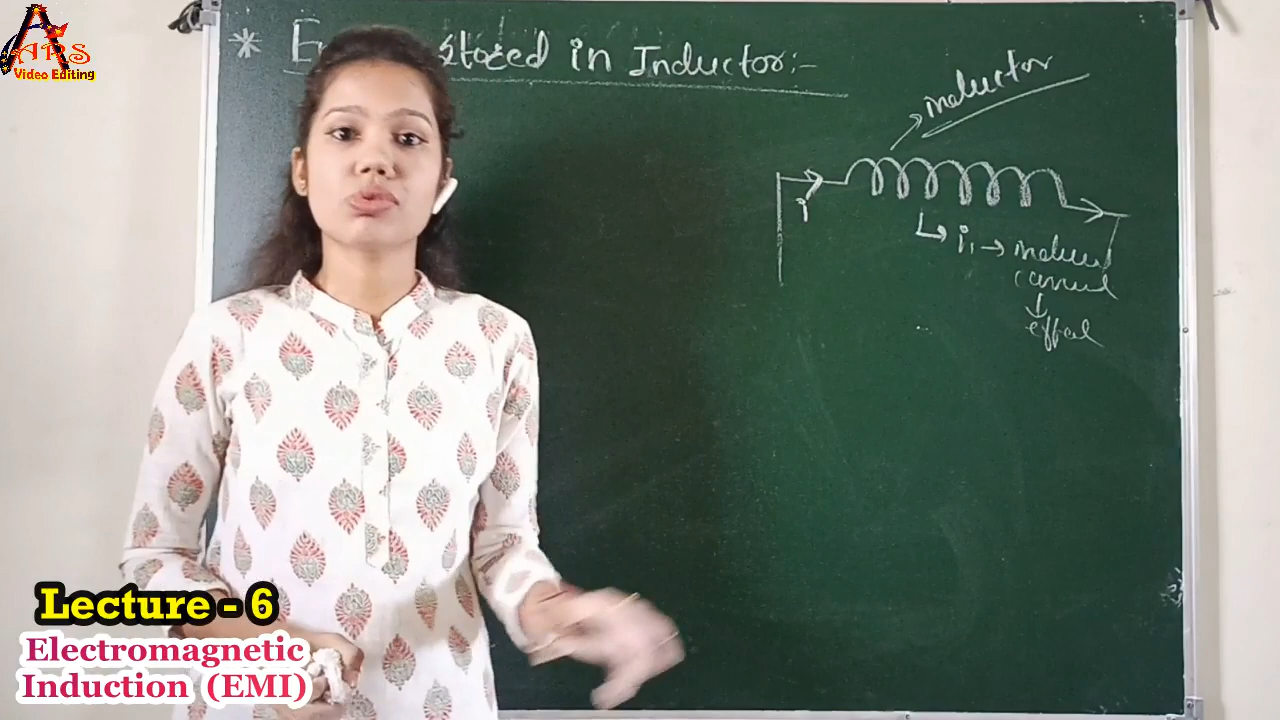 ARS
Video Editing
* stored in Inductor:-
inductor
i
i₁ → induced
current
↓
effect
Lecture - 6
Electromagnetic
Induction (EMI)